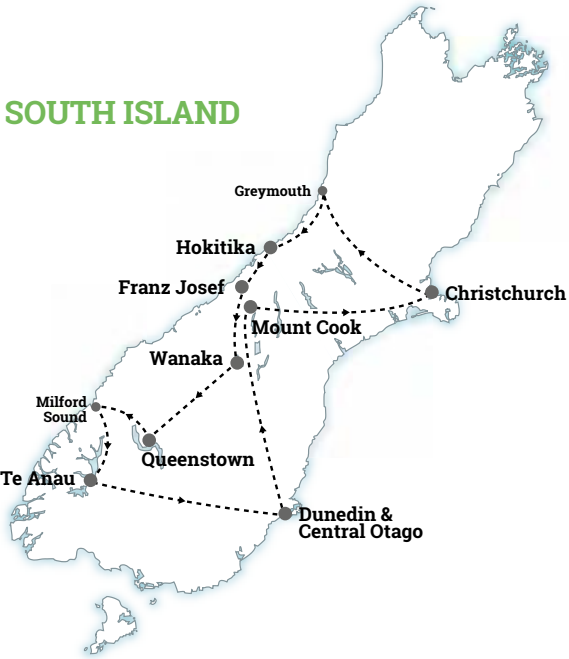 SOUTH ISLAND
Greymouth
Hokitika
Franz Josef
Christchurch
Mount Cook
Wanaka
Milford
Sound
Queenstown
Te Anau
Dunedin &
Central Otago